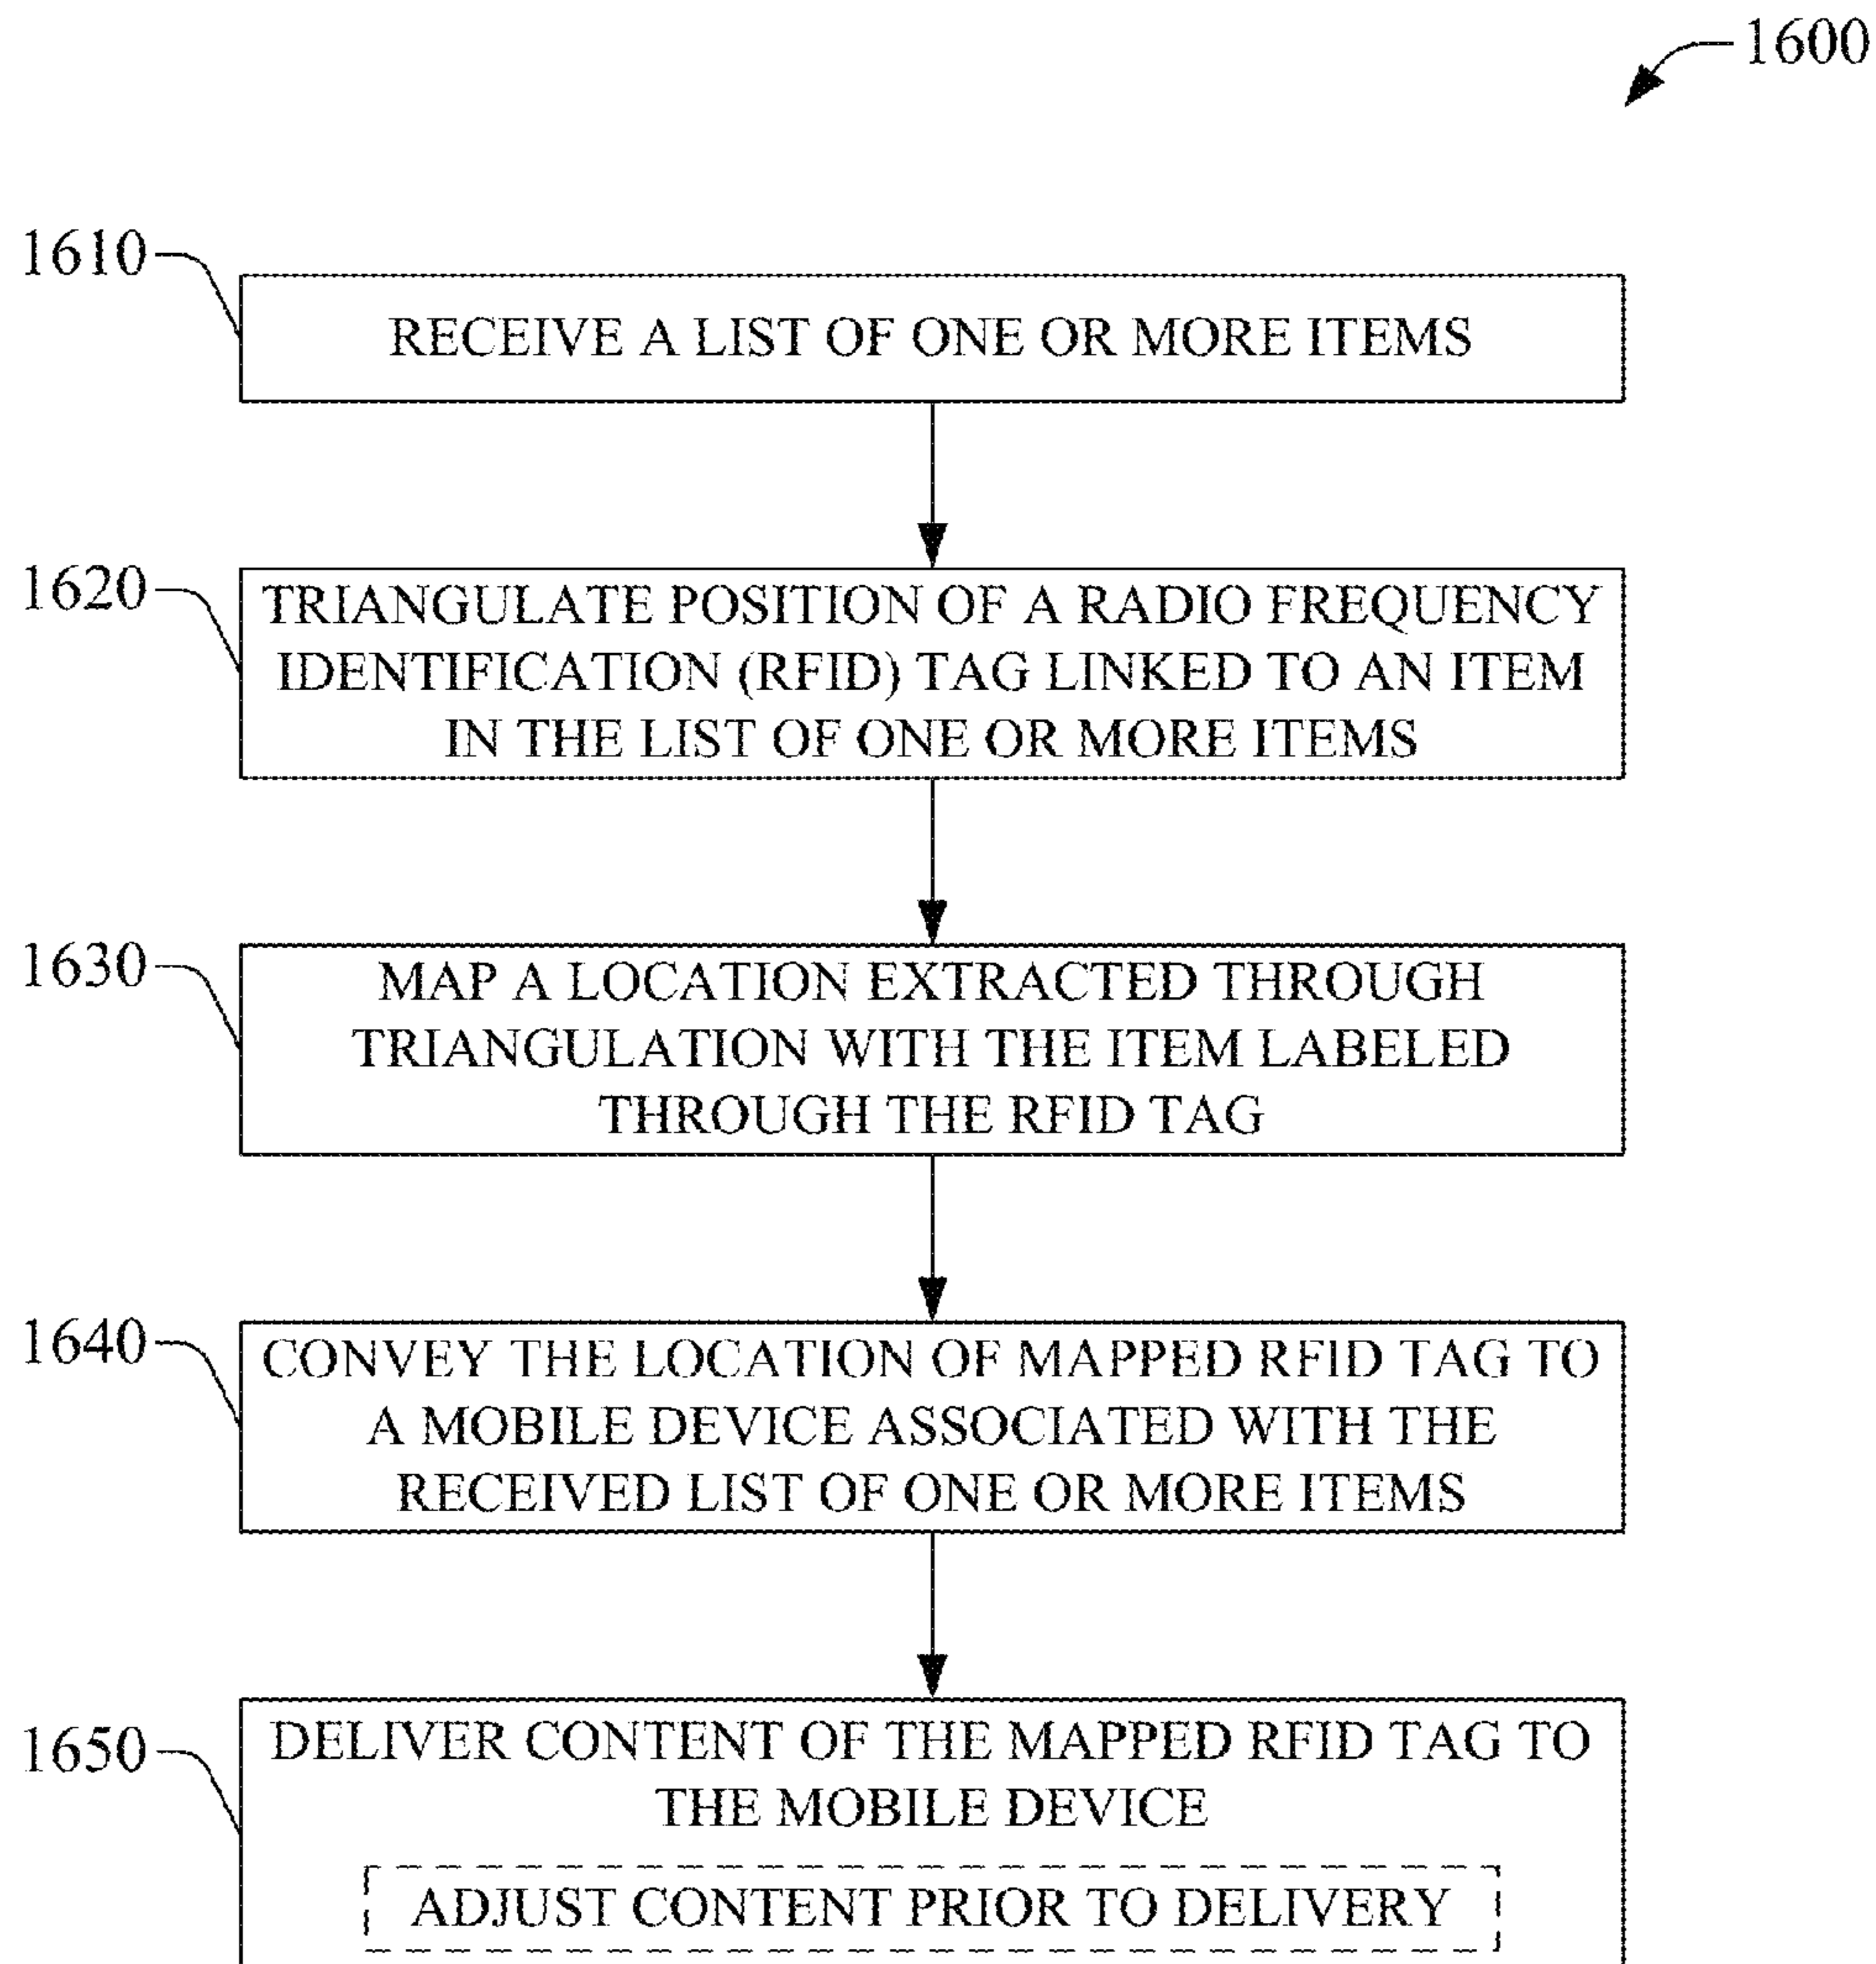 1600
1610
RECEIVE A LIST OF ONE OR MORE ITEMS
1620
TRIANGULATE POSITION OF A RADIO FREQUENCY
IDENTIFICATION (RFID) TAG LINKED TO AN ITEM
IN THE LIST OF ONE OR MORE ITEMS
1630
MAP A LOCATION EXTRACTED THROUGH
TRIANGULATION WITH THE ITEM LABELED
THROUGH THE RFID TAG
1640
CONVEY THE LOCATION OF MAPPED RFID TAG TO
A MOBILE DEVICE ASSOCIATED WITH THE
RECEIVED LIST OF ONE OR MORE ITEMS
1650
DELIVER CONTENT OF THE MAPPED RFID TAG TO
THE MOBILE DEVICE
ADJUST CONTENT PRIOR TO DELIVERY